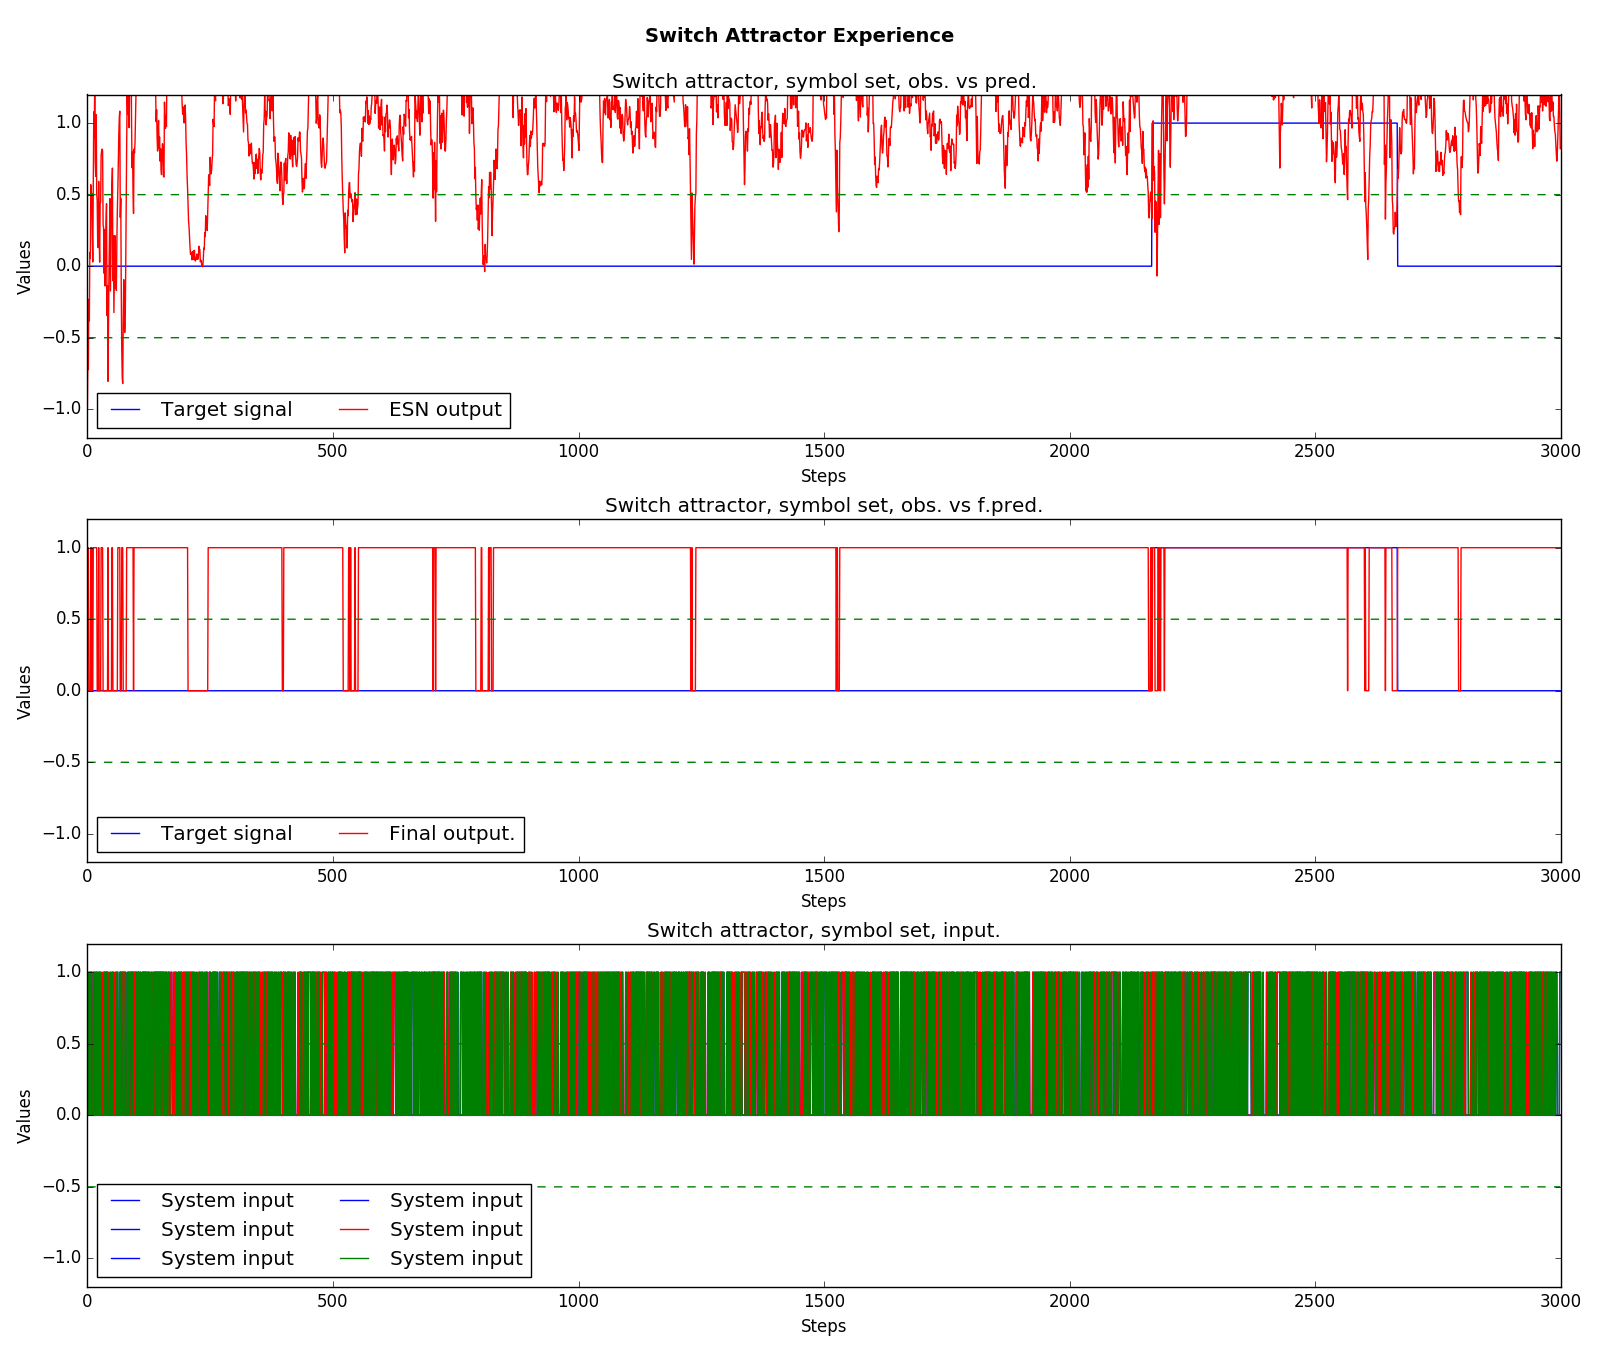 Switch Attractor Experience
Switch attractor, symbol set, obs. vs pred.
1.0
0.5
0.0
−0.5
−1.0
Values
Target signal ESN output
0 500 1000 1500 2000 2500 3000
Steps
Switch attractor, symbol set, obs. vs f.pred.
1.0
0.5
0.0
−0.5
−1.0
Values
Target signal Final output.
0 500 1000 1500 2000 2500 3000
Steps
Switch attractor, symbol set, input.
1.0
0.5
0.0
−0.5
−1.0
Values
System input System input
System input System input
System input System input
0 500 1000 1500 2000 2500 3000
Steps